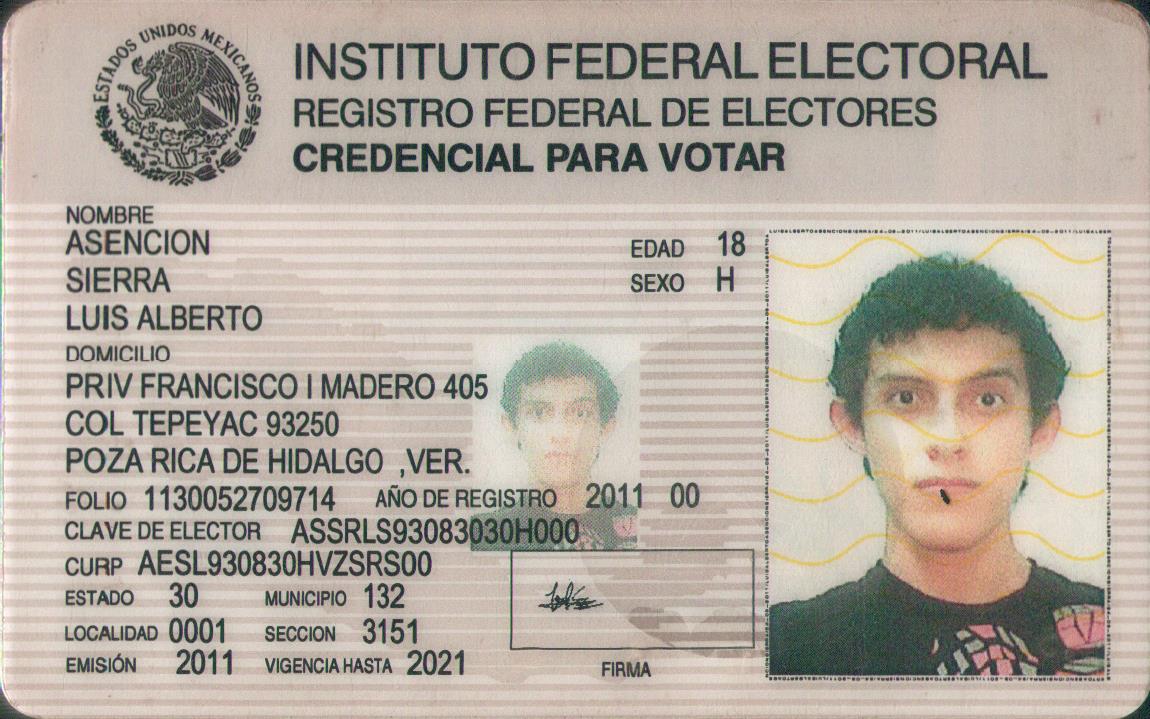 ESTADOS UNIDOS MEXICANOS
INSTITUTO FEDERAL ELECTORAL
REGISTRO FEDERAL DE ELECTORES
CREDENCIAL PARA VOTAR
NOMBRE
ASENCION
SIERRA
LUIS ALBERTO
EDAD 18
SEXO H
DOMICILIO
PRIV FRANCISCO I MADERO 405
COL TEPEYAC 93250
POZA RICA DE HIDALGO ,VER.
FOLIO 1130052709714 AÑO DE REGISTRO 2011 00
CLAVE DE ELECTOR ASSRLS93083030H000
CURP AESL930830HVZSRS00
ESTADO 30 MUNICIPIO 132
LOCALIDAD 0001 SECCION 3151
EMISIÓN 2011 VIGENCIA HASTA 2021
FIRMA